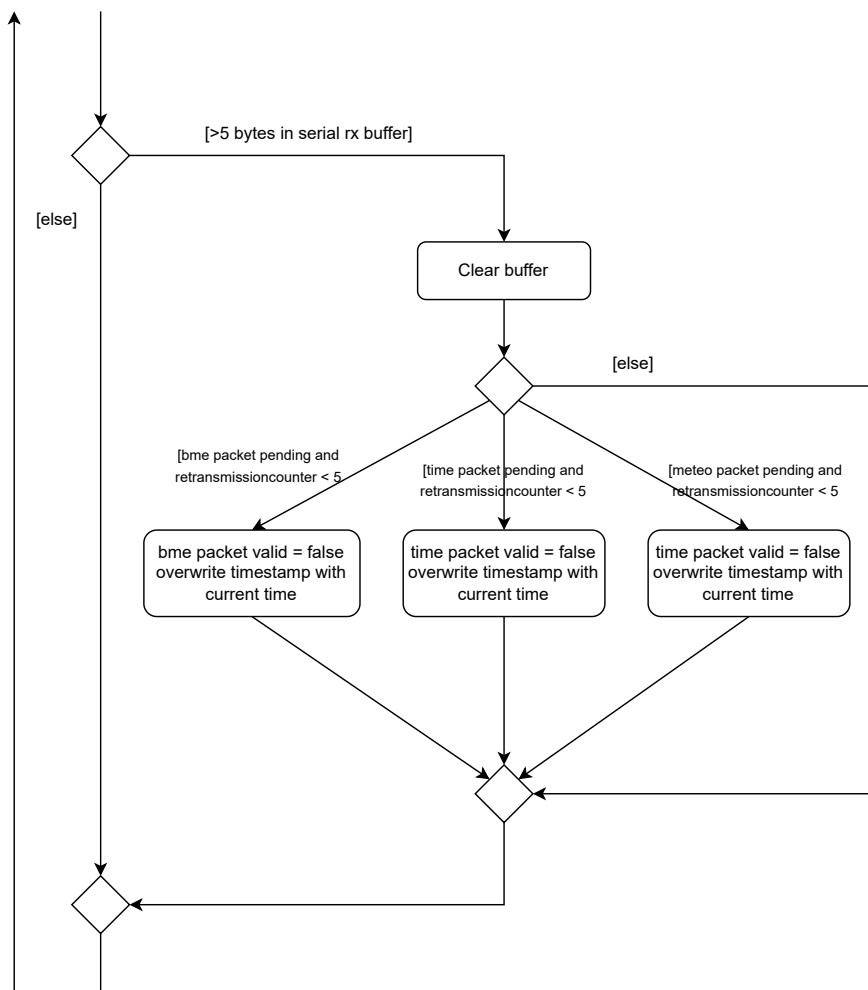 [>5 bytes in serial rx buffer]
[else]
Clear buffer
[else]
[bme packet pending and
retransmissioncounter < 5
[time packet pending and
retransmissioncounter < 5
[meteo packet pending and
retransmissioncounter < 5
bme packet valid = false
overwrite timestamp with
current time
time packet valid = false
overwrite timestamp with
current time
time packet valid = false
overwrite timestamp with
current time